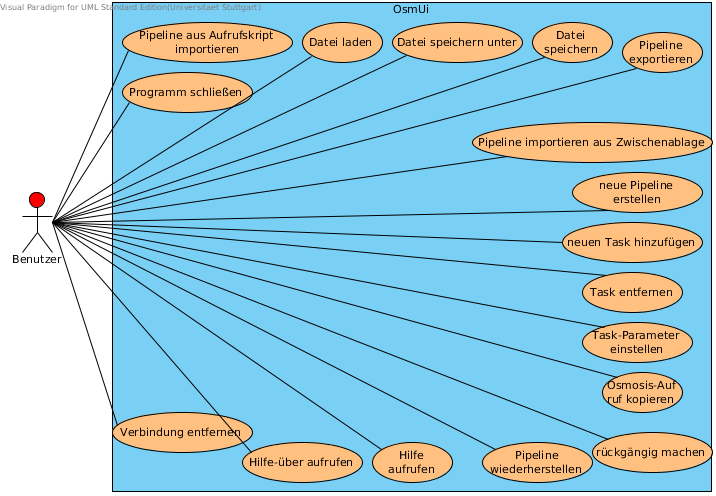 Visual Paradigm for UML Standard Edition(Universitaet Stuttgart)
OsmUi
Pipeline aus Aufrufskript
importieren
Datei laden
Datei speichern unter
Datei
speichern
Pipeline
exportieren
Programm schließen
Pipeline importieren aus Zwischenablage
neue Pipeline
erstellen
neuen Task hinzufügen
Benutzer
Task entfernen
Task-Parameter
einstellen
Osmosis-Auf
ruf kopieren
Verbindung entfernen
Hilfe-über aufrufen
Hilfe
aufrufen
Pipeline
wiederherstellen
rückgängig machen